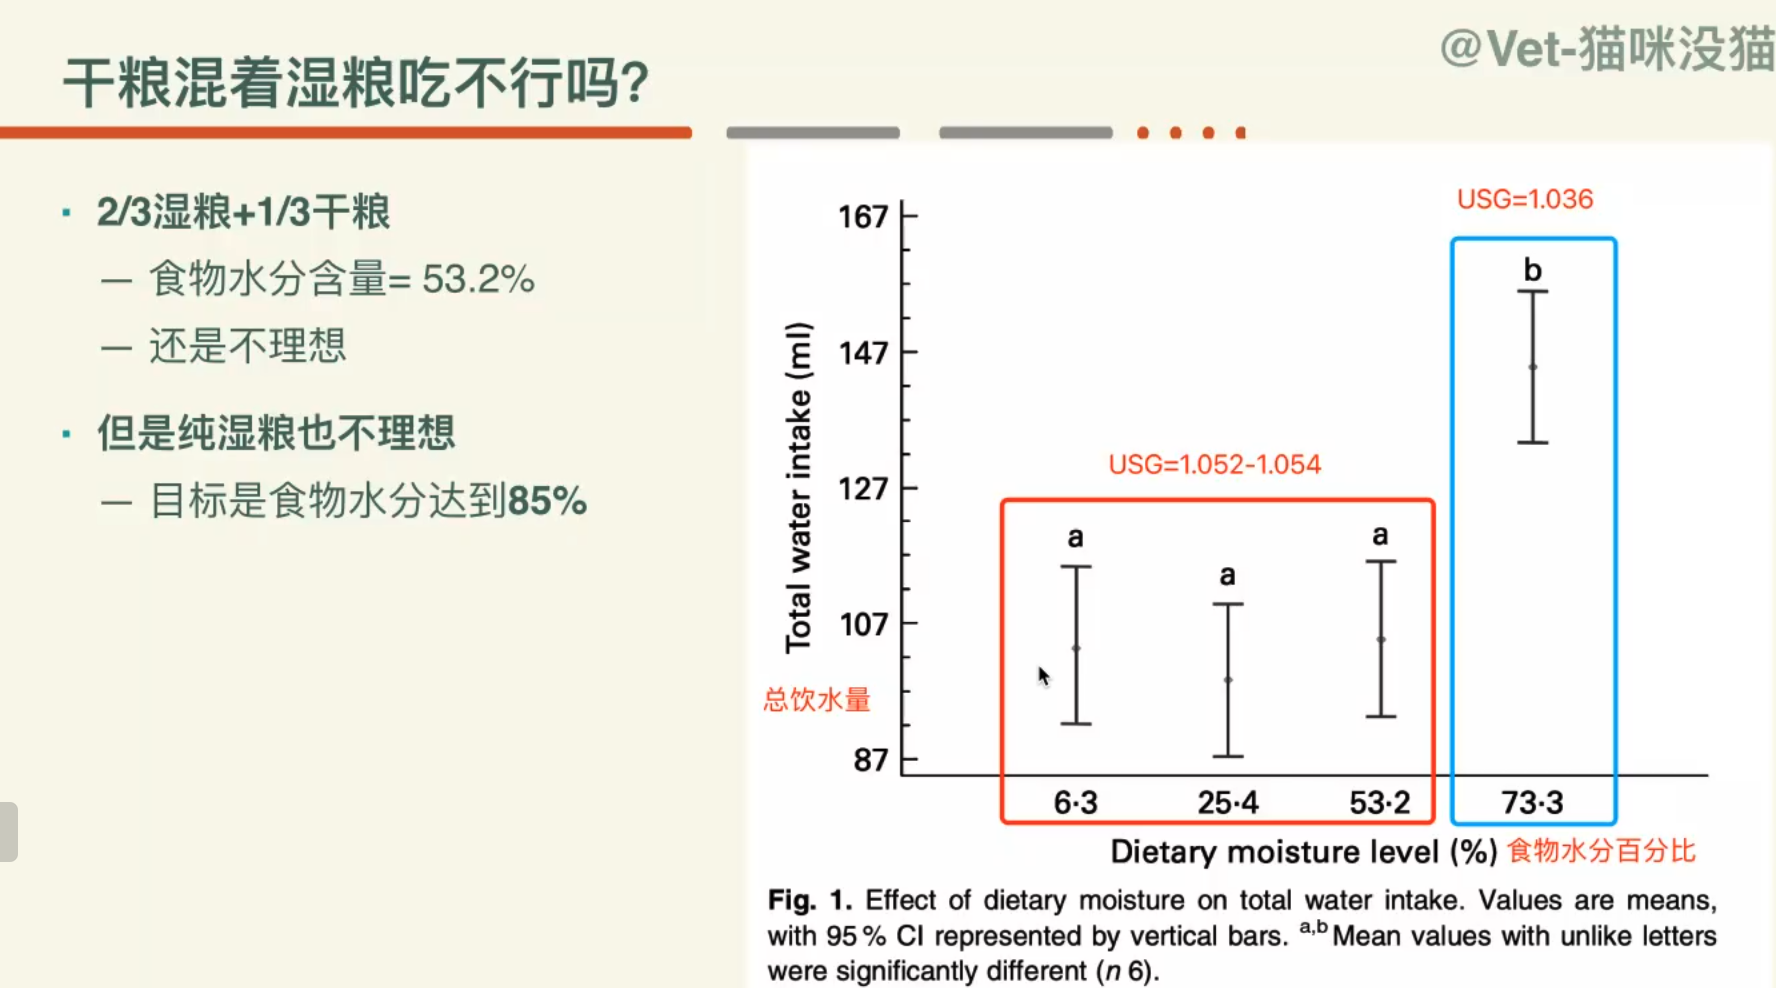 @Vet-猫咪没猫
干粮混着湿粮吃不行吗?
2/3湿粮+1/3干粮
— 食物水分含量= 53.2%
— 还是不理想
但是纯湿粮也不理想
— 目标是食物水分达到85%
USG=1.036
167
b
147
Total water intake (ml)
USG=1.052-1.054
127
a
a
a
107
总饮水量
87
6·3 25·4 53·2 73·3
Dietary moisture level (%) 食物水分百分比
Fig. 1. Effect of dietary moisture on total water intake. Values are means,
with 95 % CI represented by vertical bars. a,b Mean values with unlike letters
were significantly different (n 6).